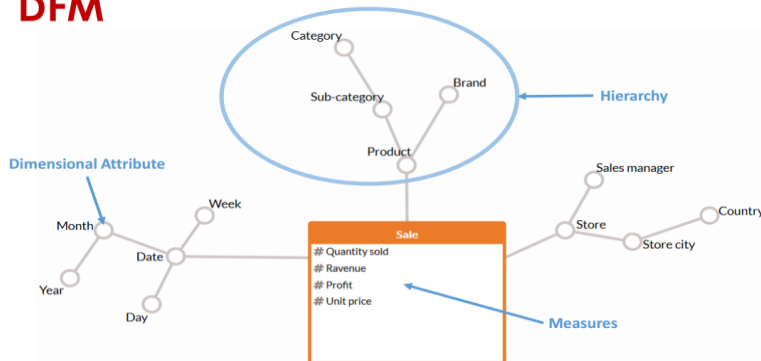 DFM
Category
Brand
Sub-category
Hierarchy
Product
Dimensional Attribute
Sales manager
Week
Country
Month
Store
Sale
Store city
# Quantity sold
Date
# Ravenue
# Profit
Year
# Unit price
Day
Measures